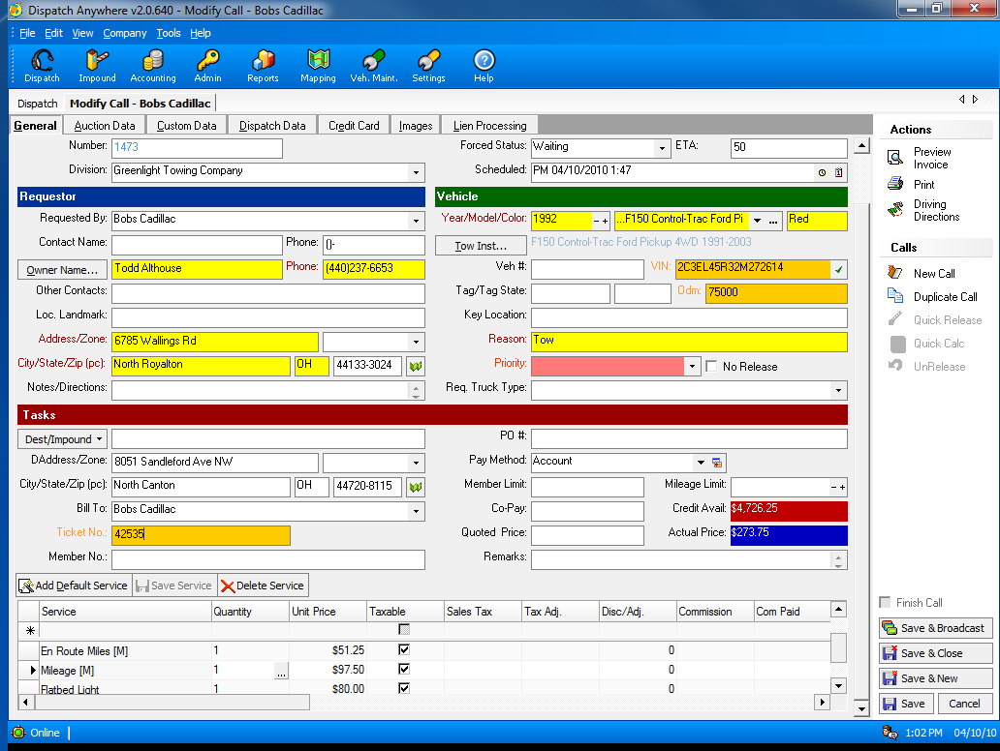 Dispatch Anywhere v2.0.640 - Modify Call - Bobs Cadillac
File Edit View Company Tools Help
Dispatch Impound Accounting Admin Reports Mapping Veh. Maint. Settings Help
Dispatch Modify Call - Bobs Cadillac
General Auction Data Custom Data Dispatch Data Credit Card Images Lien Processing
Number: 1473 Forced Status: Waiting ETA: 50
Division: Greenlight Towing Company Scheduled: PM 04/10/2010 1:47
Requestor Vehicle
Requested By: Bobs Cadillac Year/Model/Color: 1992 - + ...F150 Control-Trac Ford Pi ... Red
Contact Name: Phone: ()- Tow Inst... F150 Control-Trac Ford Pickup 4WD 1991-2003
Owner Name... Todd Althouse Phone: (440)237-6653 Veh #: VIN: 2C3EL45R32M272614
Other Contacts: Tag/Tag State: Odm: 75000
Loc. Landmark: Key Location:
Address/Zone: 6785 Wallings Rd Reason: Tow
City/State/Zip (pc): North Royalton OH 44133-3024 Priority: No Release
Notes/Directions: Req. Truck Type:
Tasks
Dest/Impound PO #:
DAddress/Zone: 8051 Sandleford Ave NW Pay Method: Account
City/State/Zip (pc): North Canton OH 44720-8115 Member Limit: Mileage Limit: - +
Bill To: Bobs Cadillac Co-Pay: Credit Avail: $4,726.25
Ticket No.: 42535 Quoted Price: Actual Price: $273.75
Member No.: Remarks:
Add Default Service Save Service Delete Service
Service Quantity Unit Price Taxable Sales Tax Tax Adj. Disc/Adj. Commission Com Paid
En Route Miles [M] 1 $51.25 0
Mileage [M] 1 ... $97.50 0
Flatbed Light 1 $80.00 0
Actions
Preview Invoice
Print
Driving Directions
Calls
New Call
Duplicate Call
Quick Release
Quick Calc
UnRelease
Finish Call
Save & Broadcast
Save & Close
Save & New
Save Cancel
Online 1:02 PM 04/10/10